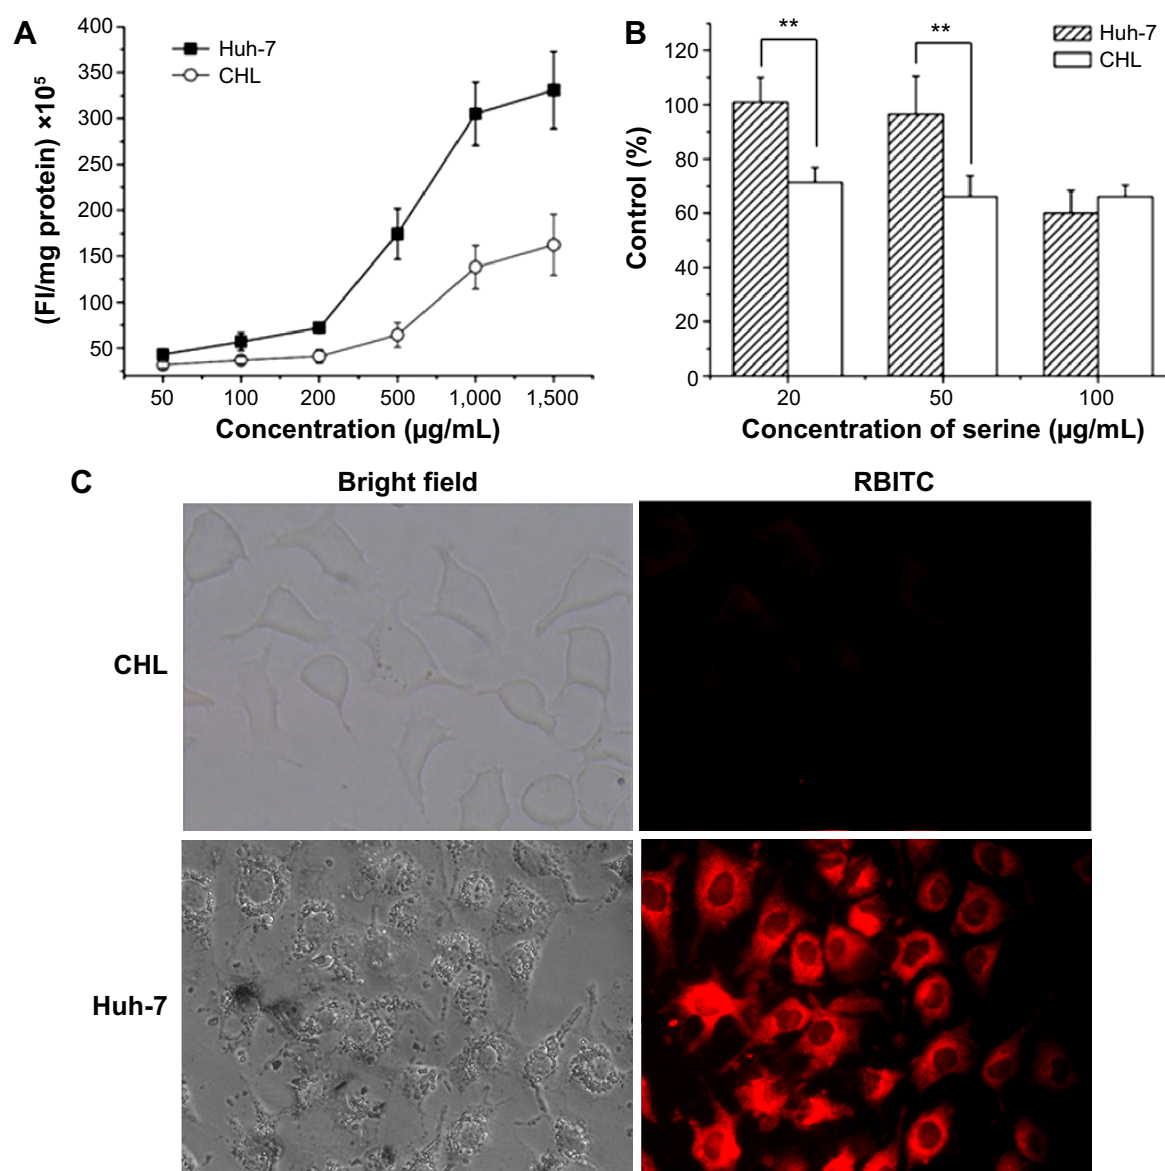 A
Huh-7
CHL
(FI/mg protein) ×10⁵
400
350
300
250
200
150
100
50
50 100 200 500 1,000 1,500
Concentration (µg/mL)
B
Huh-7
CHL
**
**
Control (%)
120
100
80
60
40
20
0
20 50 100
Concentration of serine (µg/mL)
C
Bright field RBITC
CHL
Huh-7